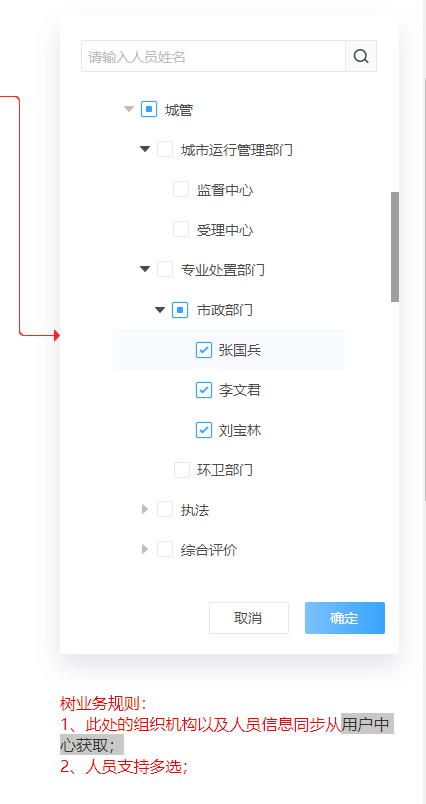 请输入人员姓名
城管
城市运行管理部门
监督中心
受理中心
专业处置部门
市政部门
张国兵
李文君
刘宝林
环卫部门
执法
综合评价
取消
确定
树业务规则：
1、此处的组织机构以及人员信息同步从用户中
心获取；
2、人员支持多选；